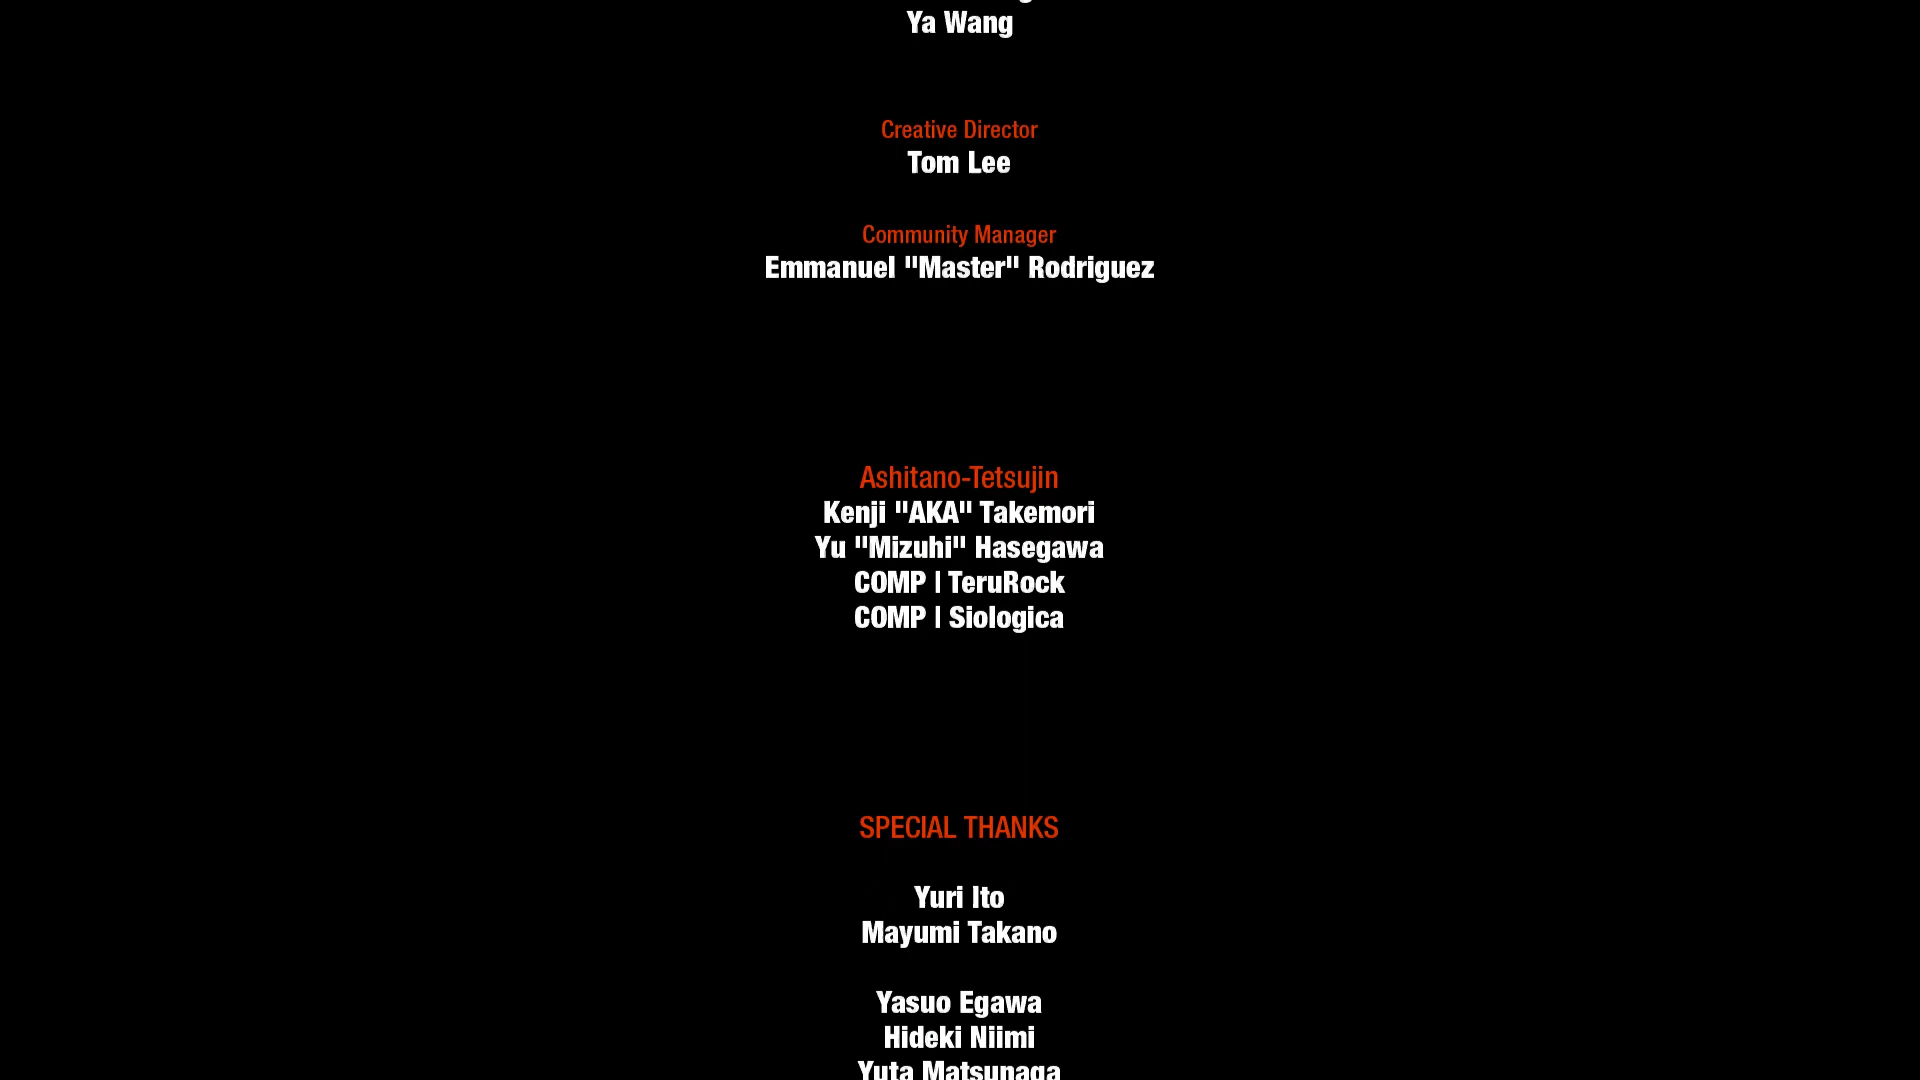 Ya Wang
Creative Director
Tom Lee
Community Manager
Emmanuel "Master" Rodriguez
Ashitano-Tetsujin
Kenji "AKA" Takemori
Yu "Mizuhi" Hasegawa
COMP | TeruRock
COMP | Siologica
SPECIAL THANKS
Yuri Ito
Mayumi Takano
Yasuo Egawa
Hideki Niimi
Yuta Matsunaga